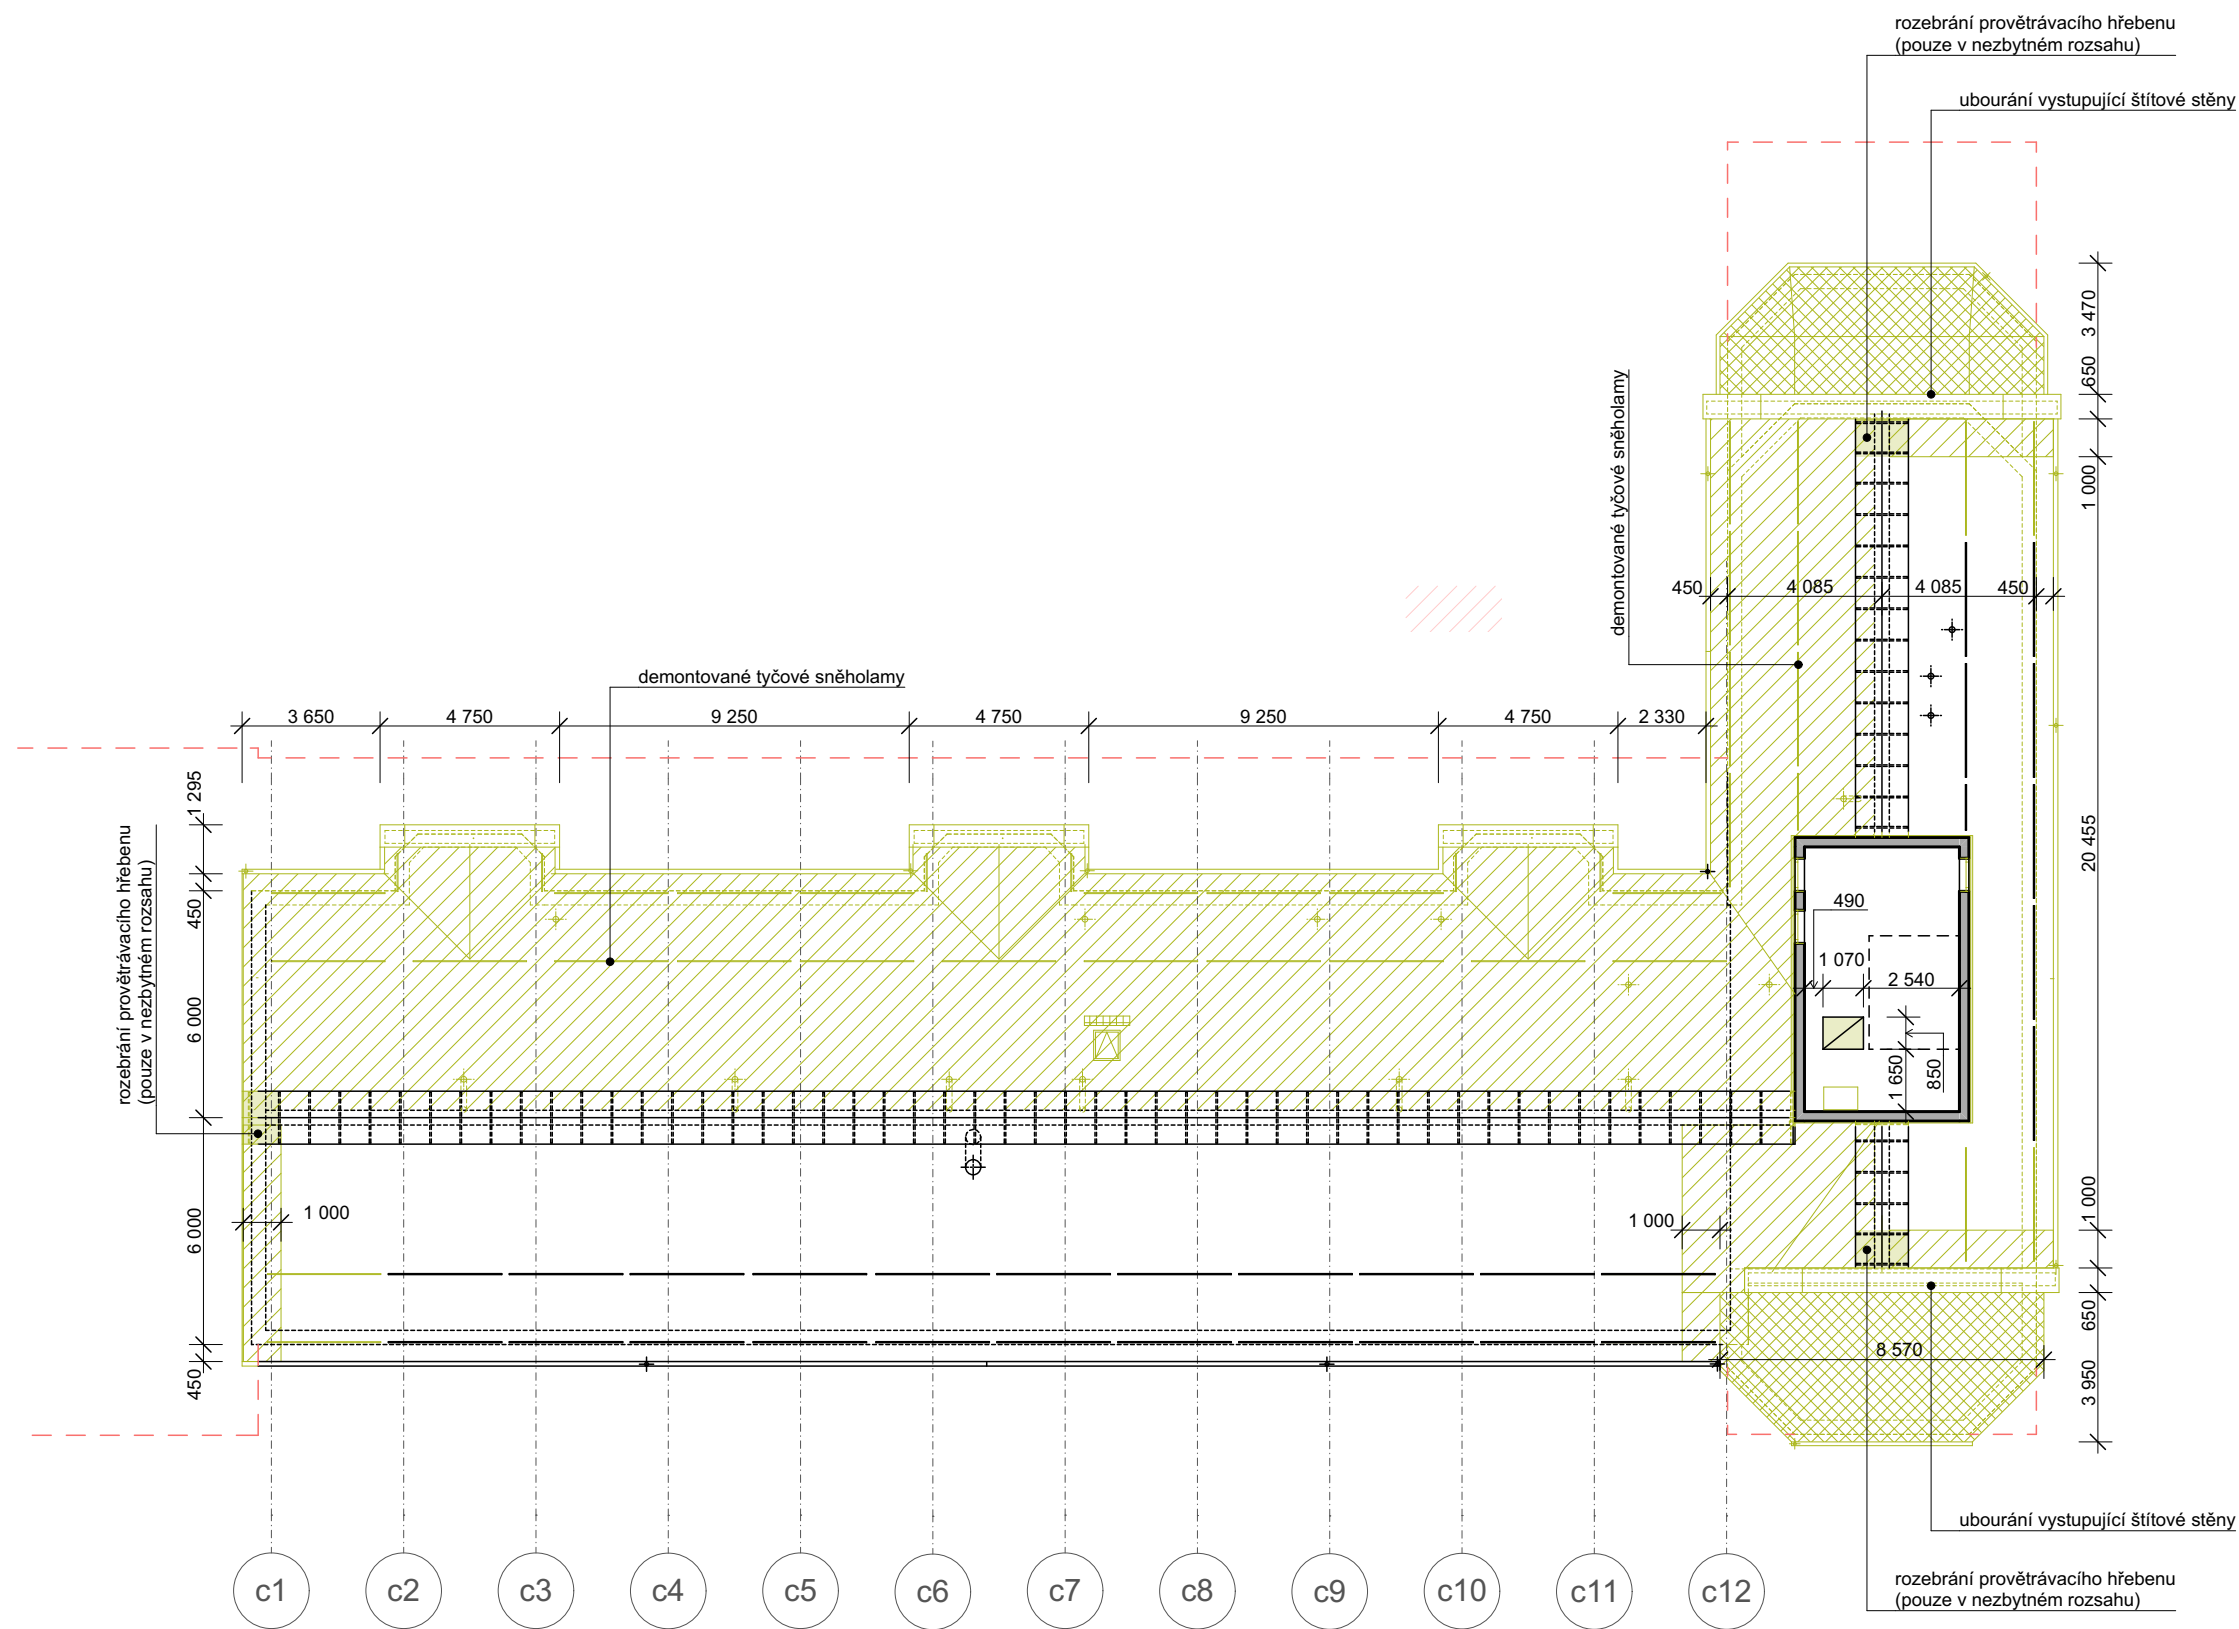 rozebrání provětrávacího hřebenu
(pouze v nezbytném rozsahu)
ubourání vystupující štítové stěny
3 470
650
1 000
demontované tyčové sněholamy
450
4 085
4 085
450
demontované tyčové sněholamy
3 650
4 750
9 250
4 750
9 250
4 750
2 330
1 295
450
6 000
6 000
450
rozebrání provětrávacího hřebenu
(pouze v nezbytném rozsahu)
20 455
490
1 070
2 540
1 650
850
1 000
1 000
1 000
650
8 570
3 950
ubourání vystupující štítové stěny
rozebrání provětrávacího hřebenu
(pouze v nezbytném rozsahu)
c1
c2
c3
c4
c5
c6
c7
c8
c9
c10
c11
c12